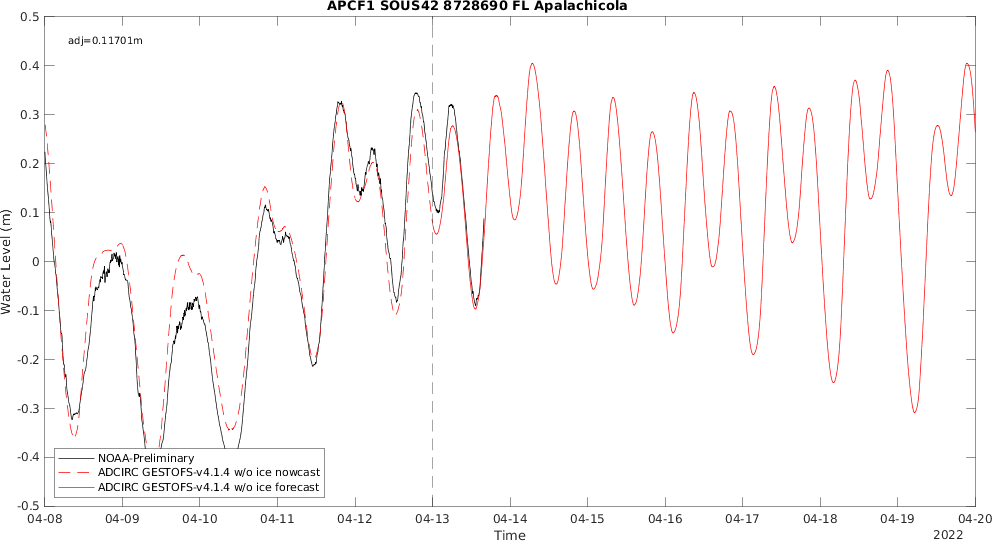 APCF1 SOUS42 8728690 FL Apalachicola
adj=0.11701m
0.5
0.4
0.3
0.2
0.1
0
-0.1
-0.2
-0.3
-0.4
-0.5
Water Level (m)
NOAA-Preliminary
ADCIRC GESTOFS-v4.1.4 w/o ice nowcast
ADCIRC GESTOFS-v4.1.4 w/o ice forecast
04-08 04-09 04-10 04-11 04-12 04-13 04-14 04-15 04-16 04-17 04-18 04-19 04-20
Time
2022